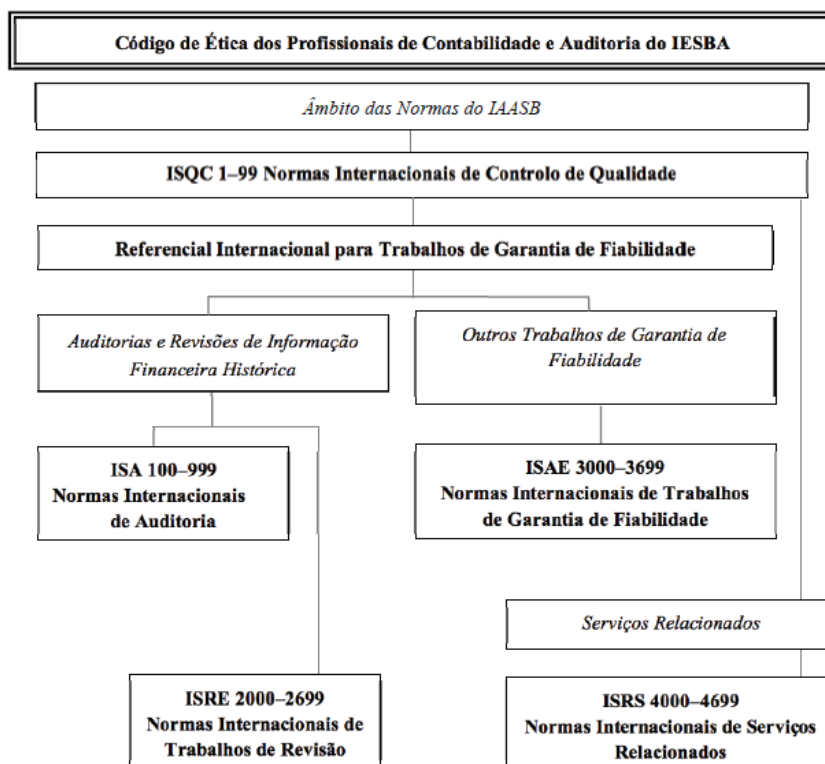 Código de Ética dos Profissionais de Contabilidade e Auditoria do IESBA
Âmbito das Normas do IAASB
ISQC 1–99 Normas Internacionais de Controlo de Qualidade
Referencial Internacional para Trabalhos de Garantia de Fiabilidade
Auditorias e Revisões de Informação
Financeira Histórica
Outros Trabalhos de Garantia de
Fiabilidade
ISA 100–999
Normas Internacionais
de Auditoria
ISAE 3000–3699
Normas Internacionais de Trabalhos
de Garantia de Fiabilidade
Serviços Relacionados
ISRE 2000–2699
Normas Internacionais de
Trabalhos de Revisão
ISRS 4000–4699
Normas Internacionais de Serviços
Relacionados